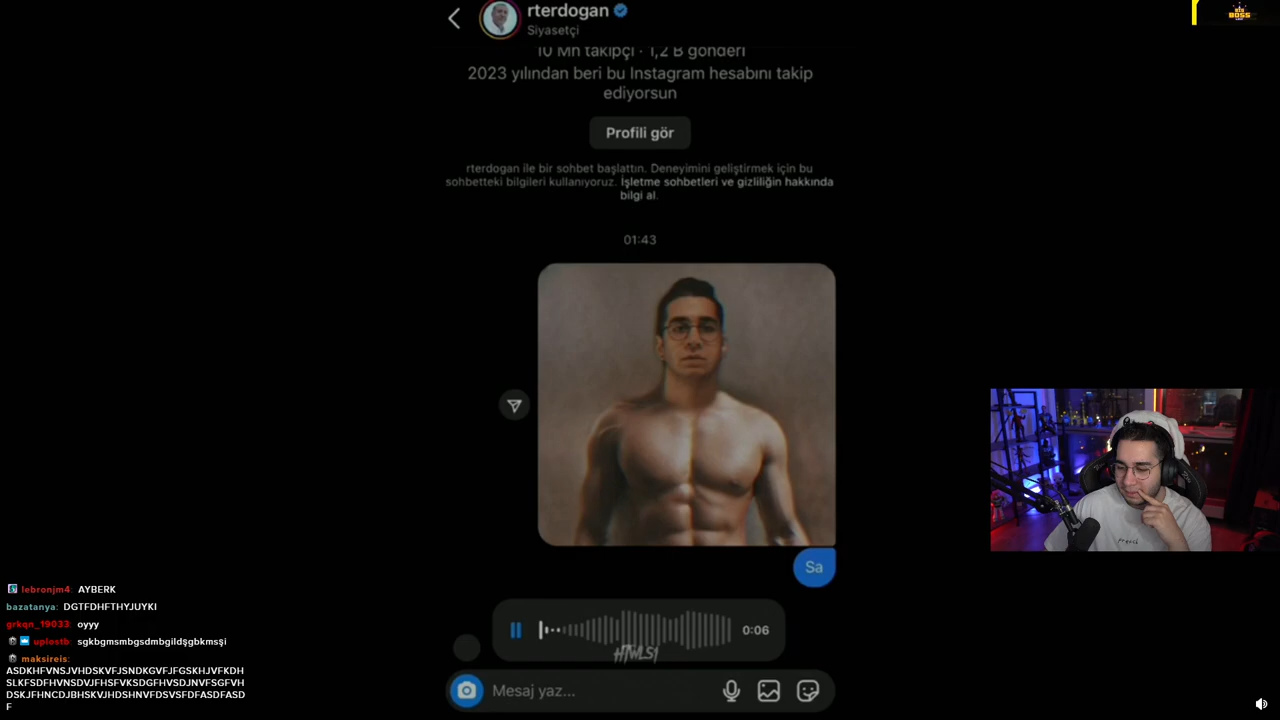 rterdogan
Siyasetçi
10 Mn takipçi · 1,2 B gönderi
2023 yılından beri bu Instagram hesabını takip
ediyorsun
Profili gör
rterdogan ile bir sohbet başlattın. Deneyimini geliştirmek için bu
sohbetteki bilgileri kullanıyoruz. İşletme sohbetleri ve gizliliğin hakkında
bilgi al.
01:43
Sa
0:06
Mesaj yaz...
BOSS
lebronjm4: AYBERK
bazatanya: DGTFDHFTHYJUYKI
grkqn_19033: oyyy
uplostb: sgkbgmsmbgsdmbgildşgbkmsşi
maksireis:
ASDKHFVNSJVHDSKVFJSNDKGVFJFGSKHJVFKDH
SLKFSDFHVNSDVJFHSFVKSDGFHVSDJNVFSGFVH
DSKJFHNCDJBHSKVJHDSHNVFDSVSFDFASDFASD
F